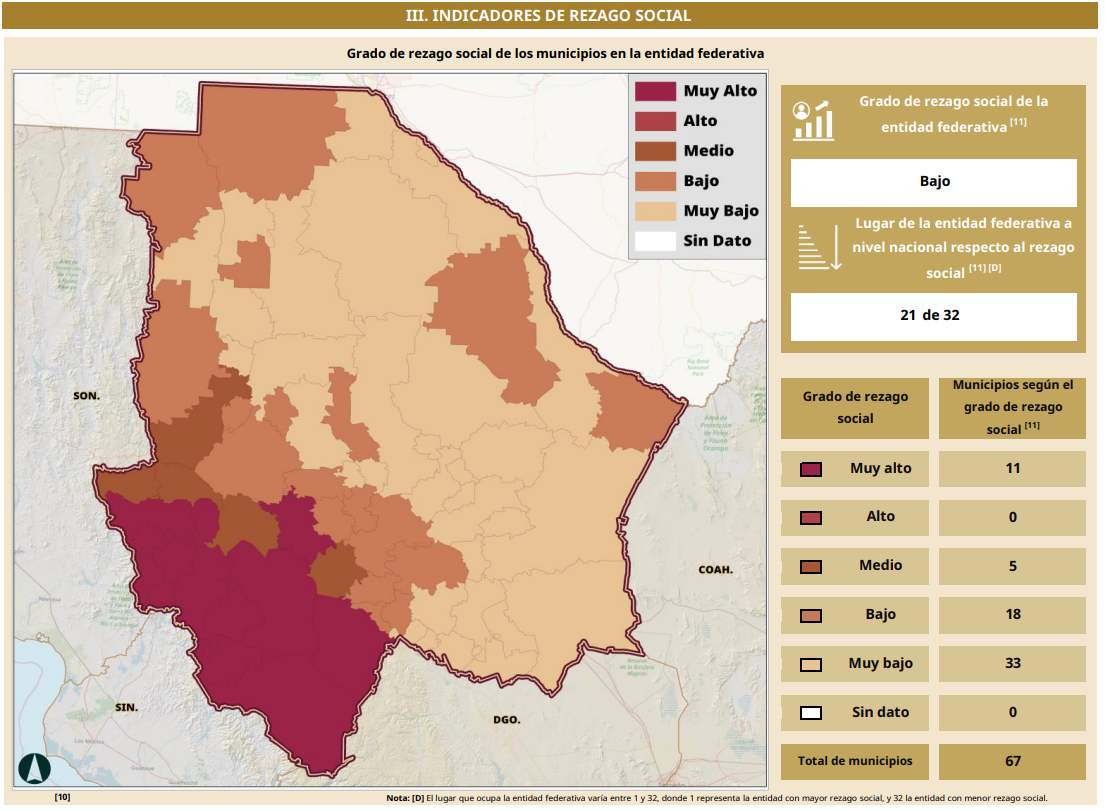 III. INDICADORES DE REZAGO SOCIAL
Grado de rezago social de los municipios en la entidad federativa
Muy Alto
Alto
Medio
Bajo
Muy Bajo
Sin Dato
SON.
SIN.
DGO.
COAH.
Big Bend
National
Park
[10]
Grado de rezago social de la
entidad federativa [11]
Bajo
Lugar de la entidad federativa a
nivel nacional respecto al rezago
social [11] [D]
21 de 32
Grado de rezago
social
Municipios según el
grado de rezago
social [11]
Muy alto 11
Alto 0
Medio 5
Bajo 18
Muy bajo 33
Sin dato 0
Total de municipios 67
Nota: [D] El lugar que ocupa la entidad federativa varía entre 1 y 32, donde 1 representa la entidad con mayor rezago social, y 32 la entidad con menor rezago social.